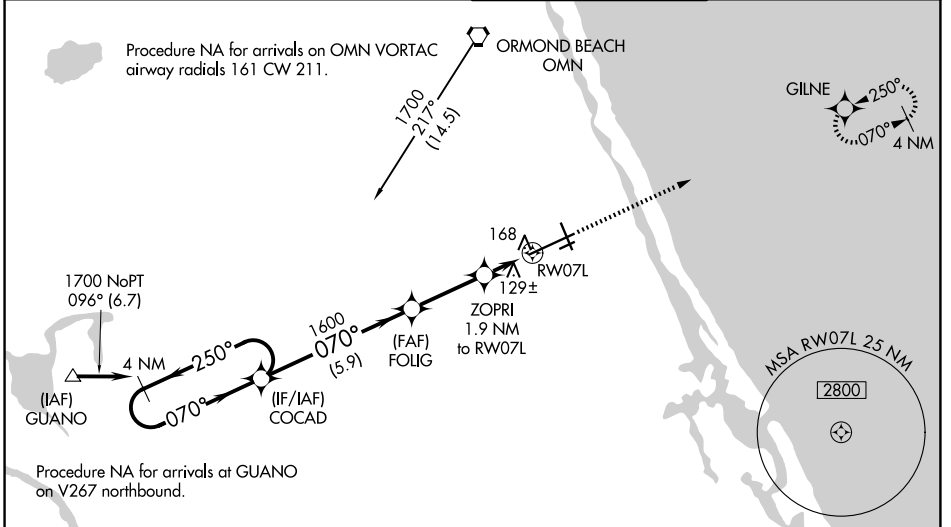 Procedure NA for arrivals on OMN VORTAC
airway radials 161 CW 211.
ORMOND BEACH
OMN
1700
217°
(14.5)
GILNE
250°
070°
4 NM
168
RW07L
129±
ZOPRI
1.9 NM
to RW07L
1700 NoPT
096° (6.7)
4 NM
250°
070°
1600
070°
(5.9)
(FAF)
FOLIG
(IF/IAF)
COCAD
(IAF)
GUANO
MSA RW07L 25 NM
2800
Procedure NA for arrivals at GUANO
on V267 northbound.